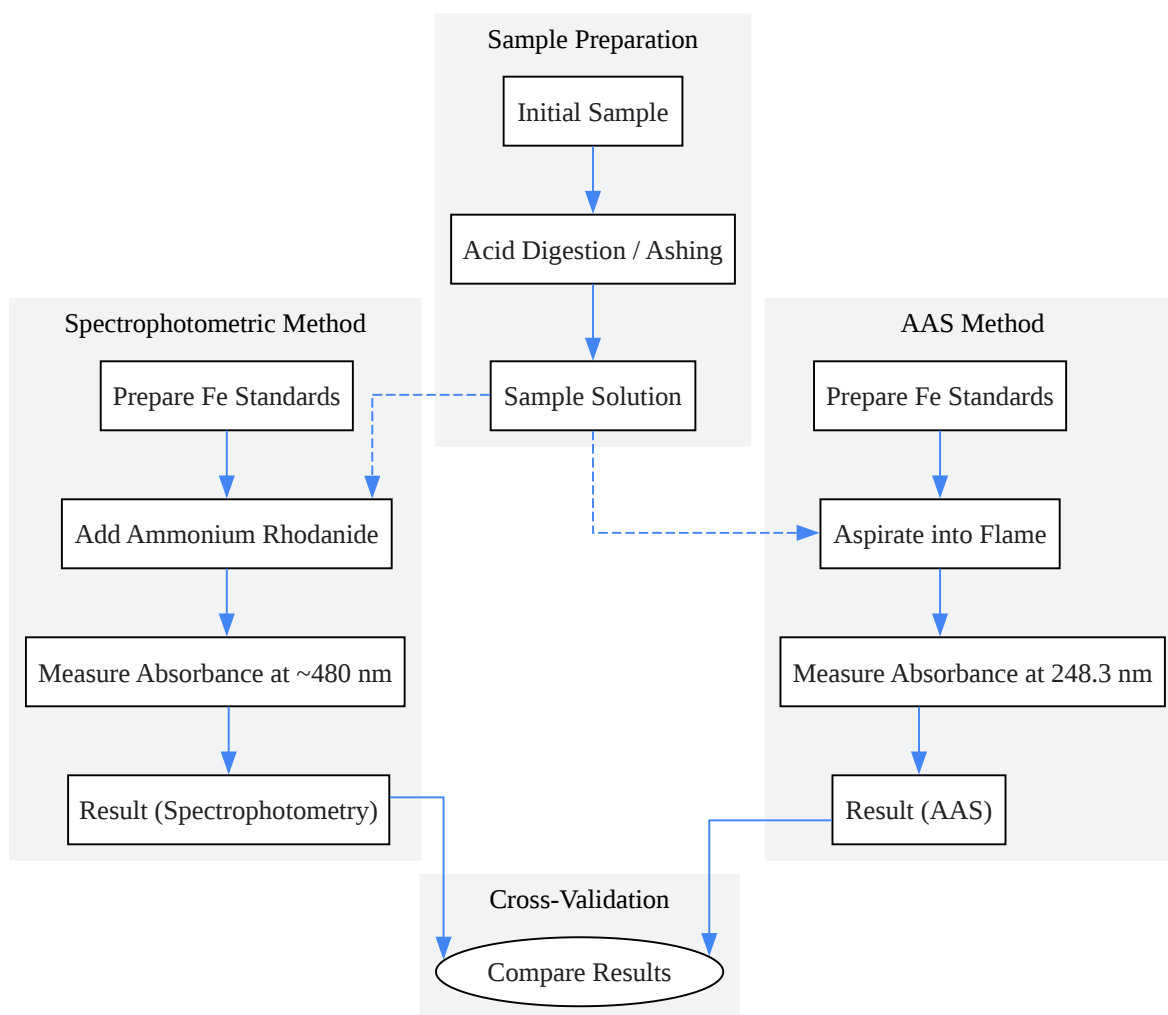 Sample Preparation
Initial Sample
Acid Digestion / Ashing
Sample Solution
Spectrophotometric Method
Prepare Fe Standards
Add Ammonium Rhodanide
Measure Absorbance at ~480 nm
Result (Spectrophotometry)
AAS Method
Prepare Fe Standards
Aspirate into Flame
Measure Absorbance at 248.3 nm
Result (AAS)
Cross-Validation
Compare Results